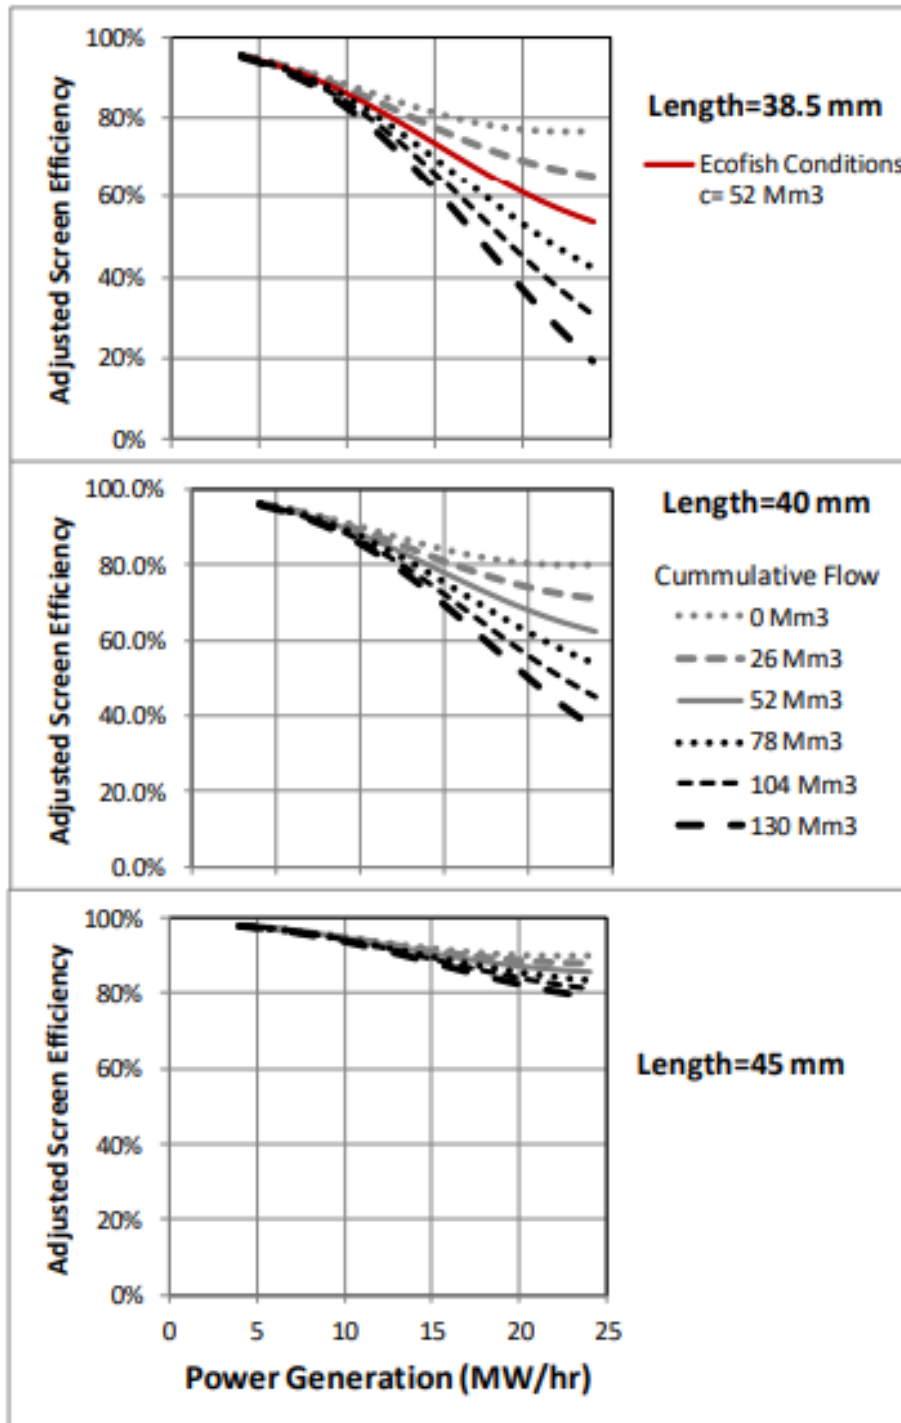 100%
80%
60%
40%
20%
0%
Adjusted Screen Efficiency
Length=38.5 mm
Ecofish Conditions
c= 52 Mm3
100.0%
80.0%
60.0%
40.0%
20.0%
0.0%
Adjusted Screen Efficiency
Length=40 mm
Cummulative Flow
0 Mm3
26 Mm3
52 Mm3
78 Mm3
104 Mm3
130 Mm3
100%
80%
60%
40%
20%
0%
Adjusted Screen Efficiency
Length=45 mm
0 5 10 15 20 25
Power Generation (MW/hr)